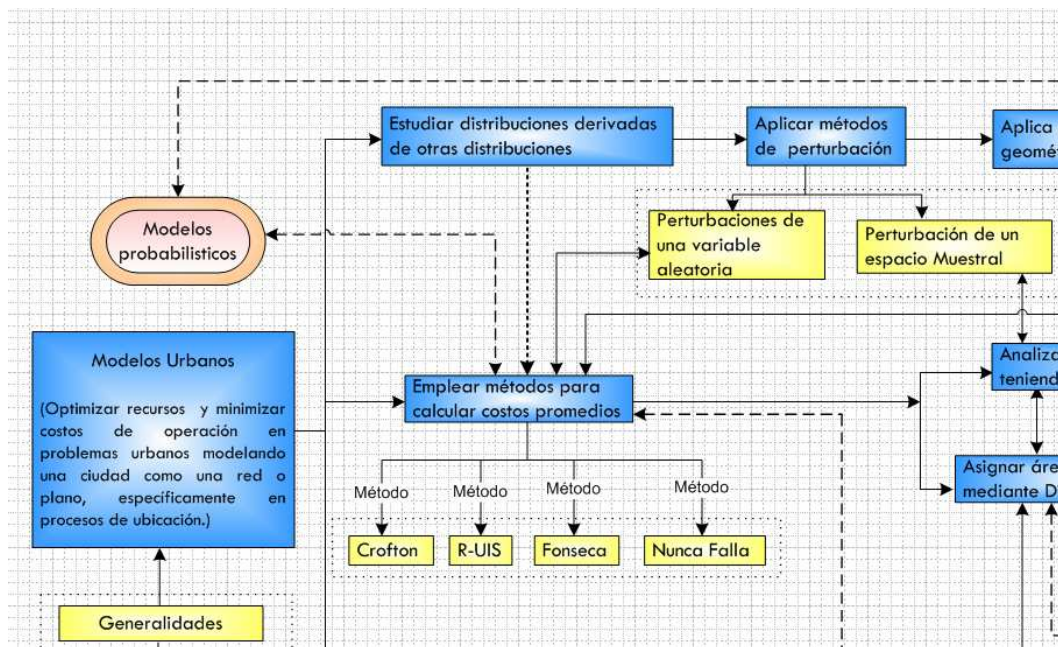 Estudiar distribuciones derivadas
de otras distribuciones
Aplicar métodos
de perturbación
Aplica
geomét
Modelos
probabilisticos
Perturbaciones de
una variable
aleatoria
Perturbación de un
espacio Muestral
Modelos Urbanos
(Optimizar recursos y minimizar
costos de operación en
problemas urbanos modelando
una ciudad como una red o
plano, específicamente en
procesos de ubicación.)
Emplear métodos para
calcular costos promedios
Analiza
teniend
Asignar áre
mediante D
Método
Método
Método
Método
Crofton
R-UIS
Fonseca
Nunca Falla
Generalidades